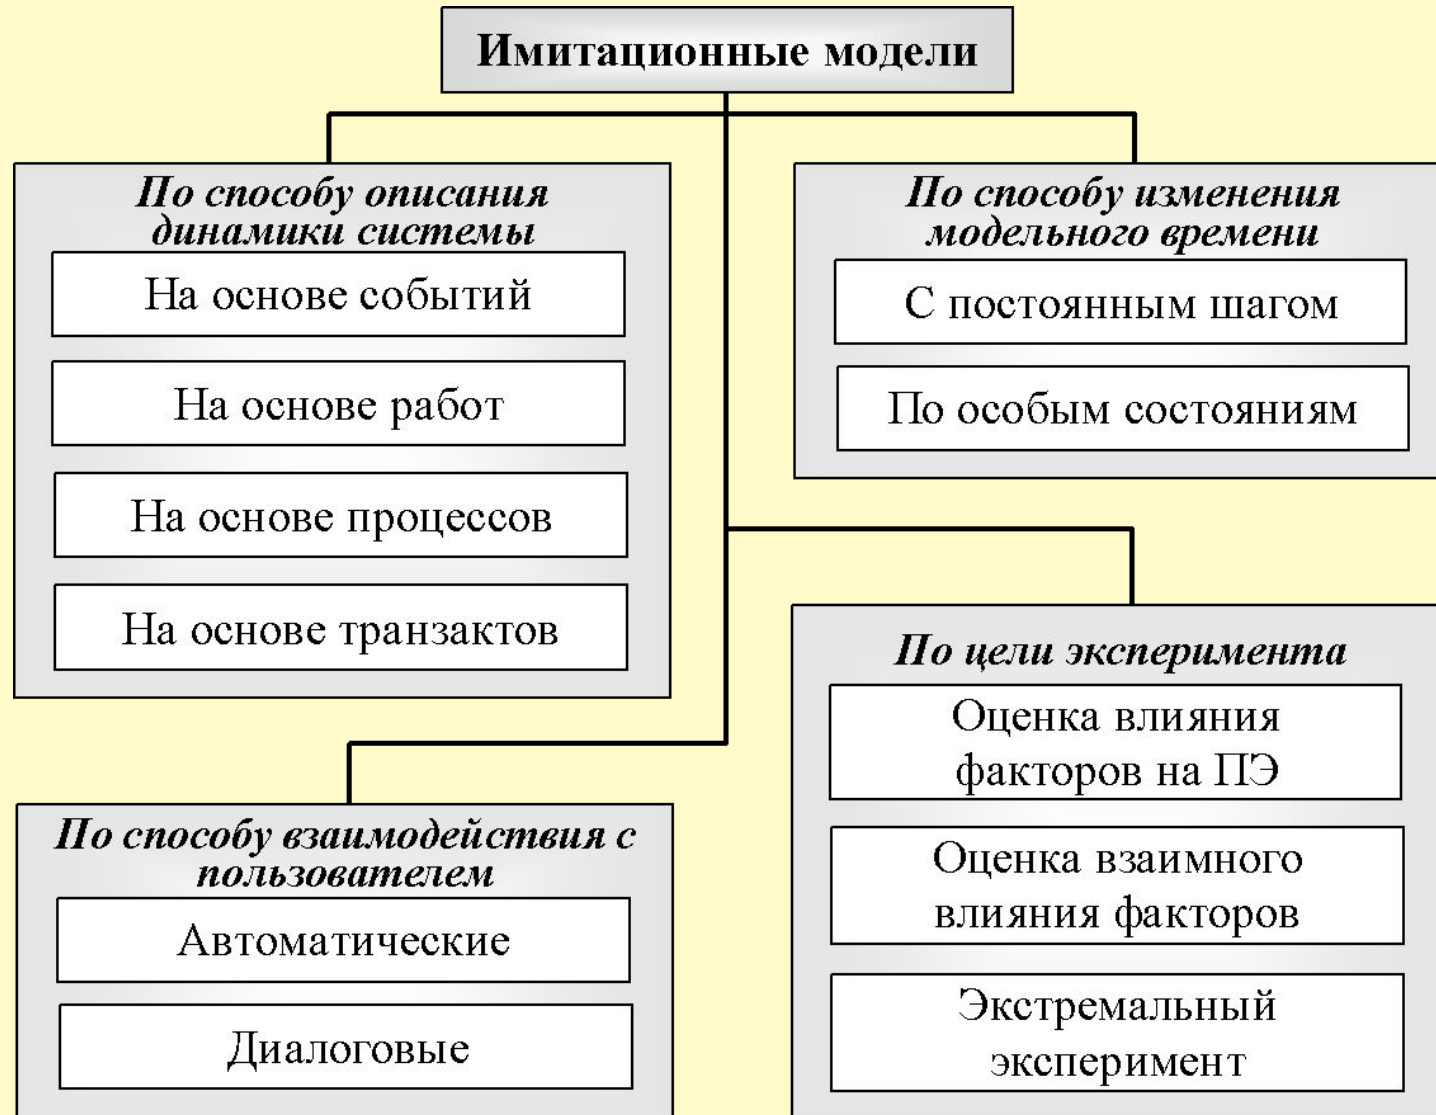 Имитационные модели
По способу описания
динамики системы
На основе событий
На основе работ
На основе процессов
На основе транзактов
По способу изменения
модельного времени
С постоянным шагом
По особым состояниям
По цели эксперимента
Оценка влияния
факторов на ПЭ
Оценка взаимного
влияния факторов
Экстремальный
эксперимент
По способу взаимодействия с
пользователем
Автоматические
Диалоговые